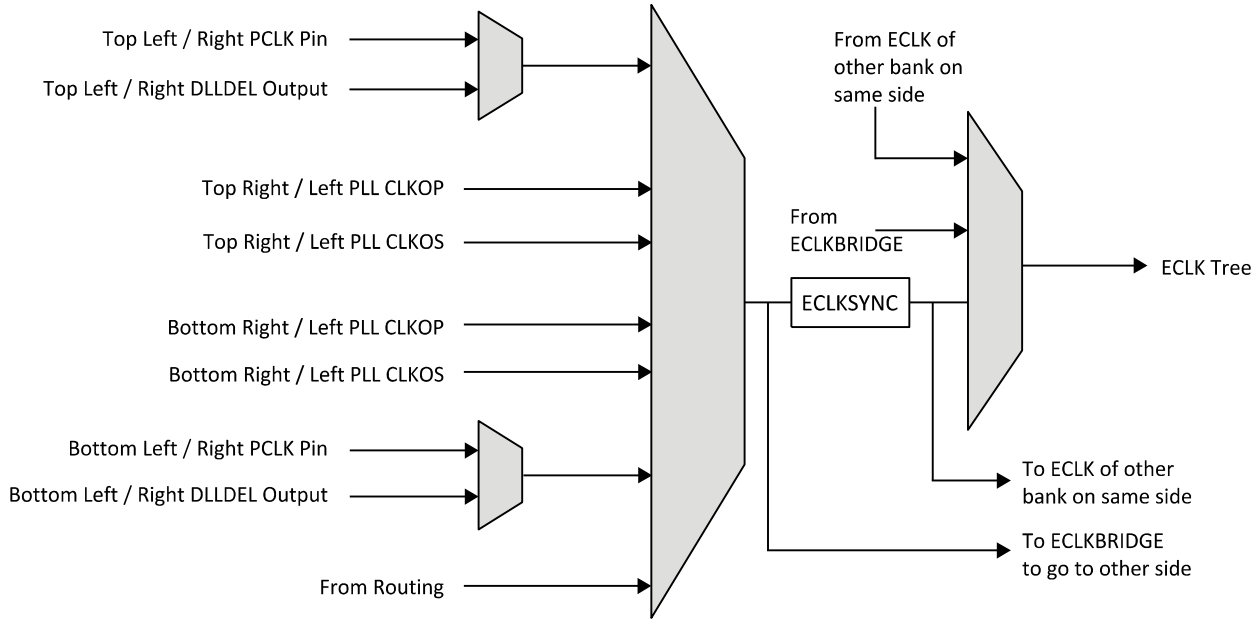 Top Left / Right PCLK Pin
Top Left / Right DLLDEL Output
Top Right / Left PLL CLKOP
Top Right / Left PLL CLKOS
Bottom Right / Left PLL CLKOP
Bottom Right / Left PLL CLKOS
Bottom Left / Right PCLK Pin
Bottom Left / Right DLLDEL Output
From Routing
From ECLK of
other bank on
same side
From
ECLKBRIDGE
ECLKSYNC
ECLK Tree
To ECLK of other
bank on same side
To ECLKBRIDGE
to go to other side